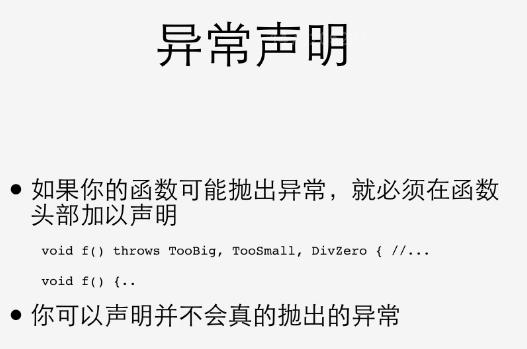 异常声明
• 如果你的函数可能抛出异常，就必须在函数
头部加以声明
void f() throws TooBig, TooSmall, DivZero { //...
void f() {..
• 你可以声明并不会真的抛出的异常